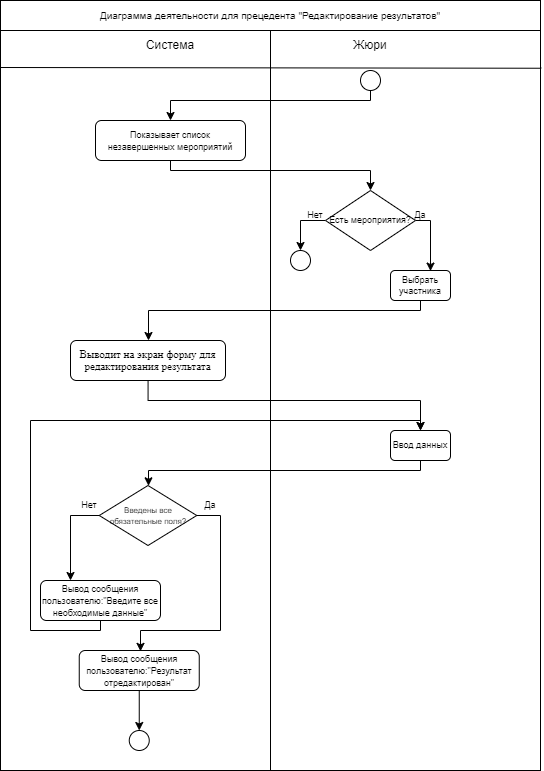 Диаграмма деятельности для прецедента "Редактирование результатов"
Система
Жюри
Показывает список
незавершенных мероприятий
Нет
Есть мероприятия?
Да
Выбрать
участника
Выводит на экран форму для
редактирования результата
Ввод данных
Нет
Введены все
обязательные поля?
Да
Вывод сообщения
пользователю:"Введите все
необходимые данные"
Вывод сообщения
пользователю:"Результат
отредактирован"